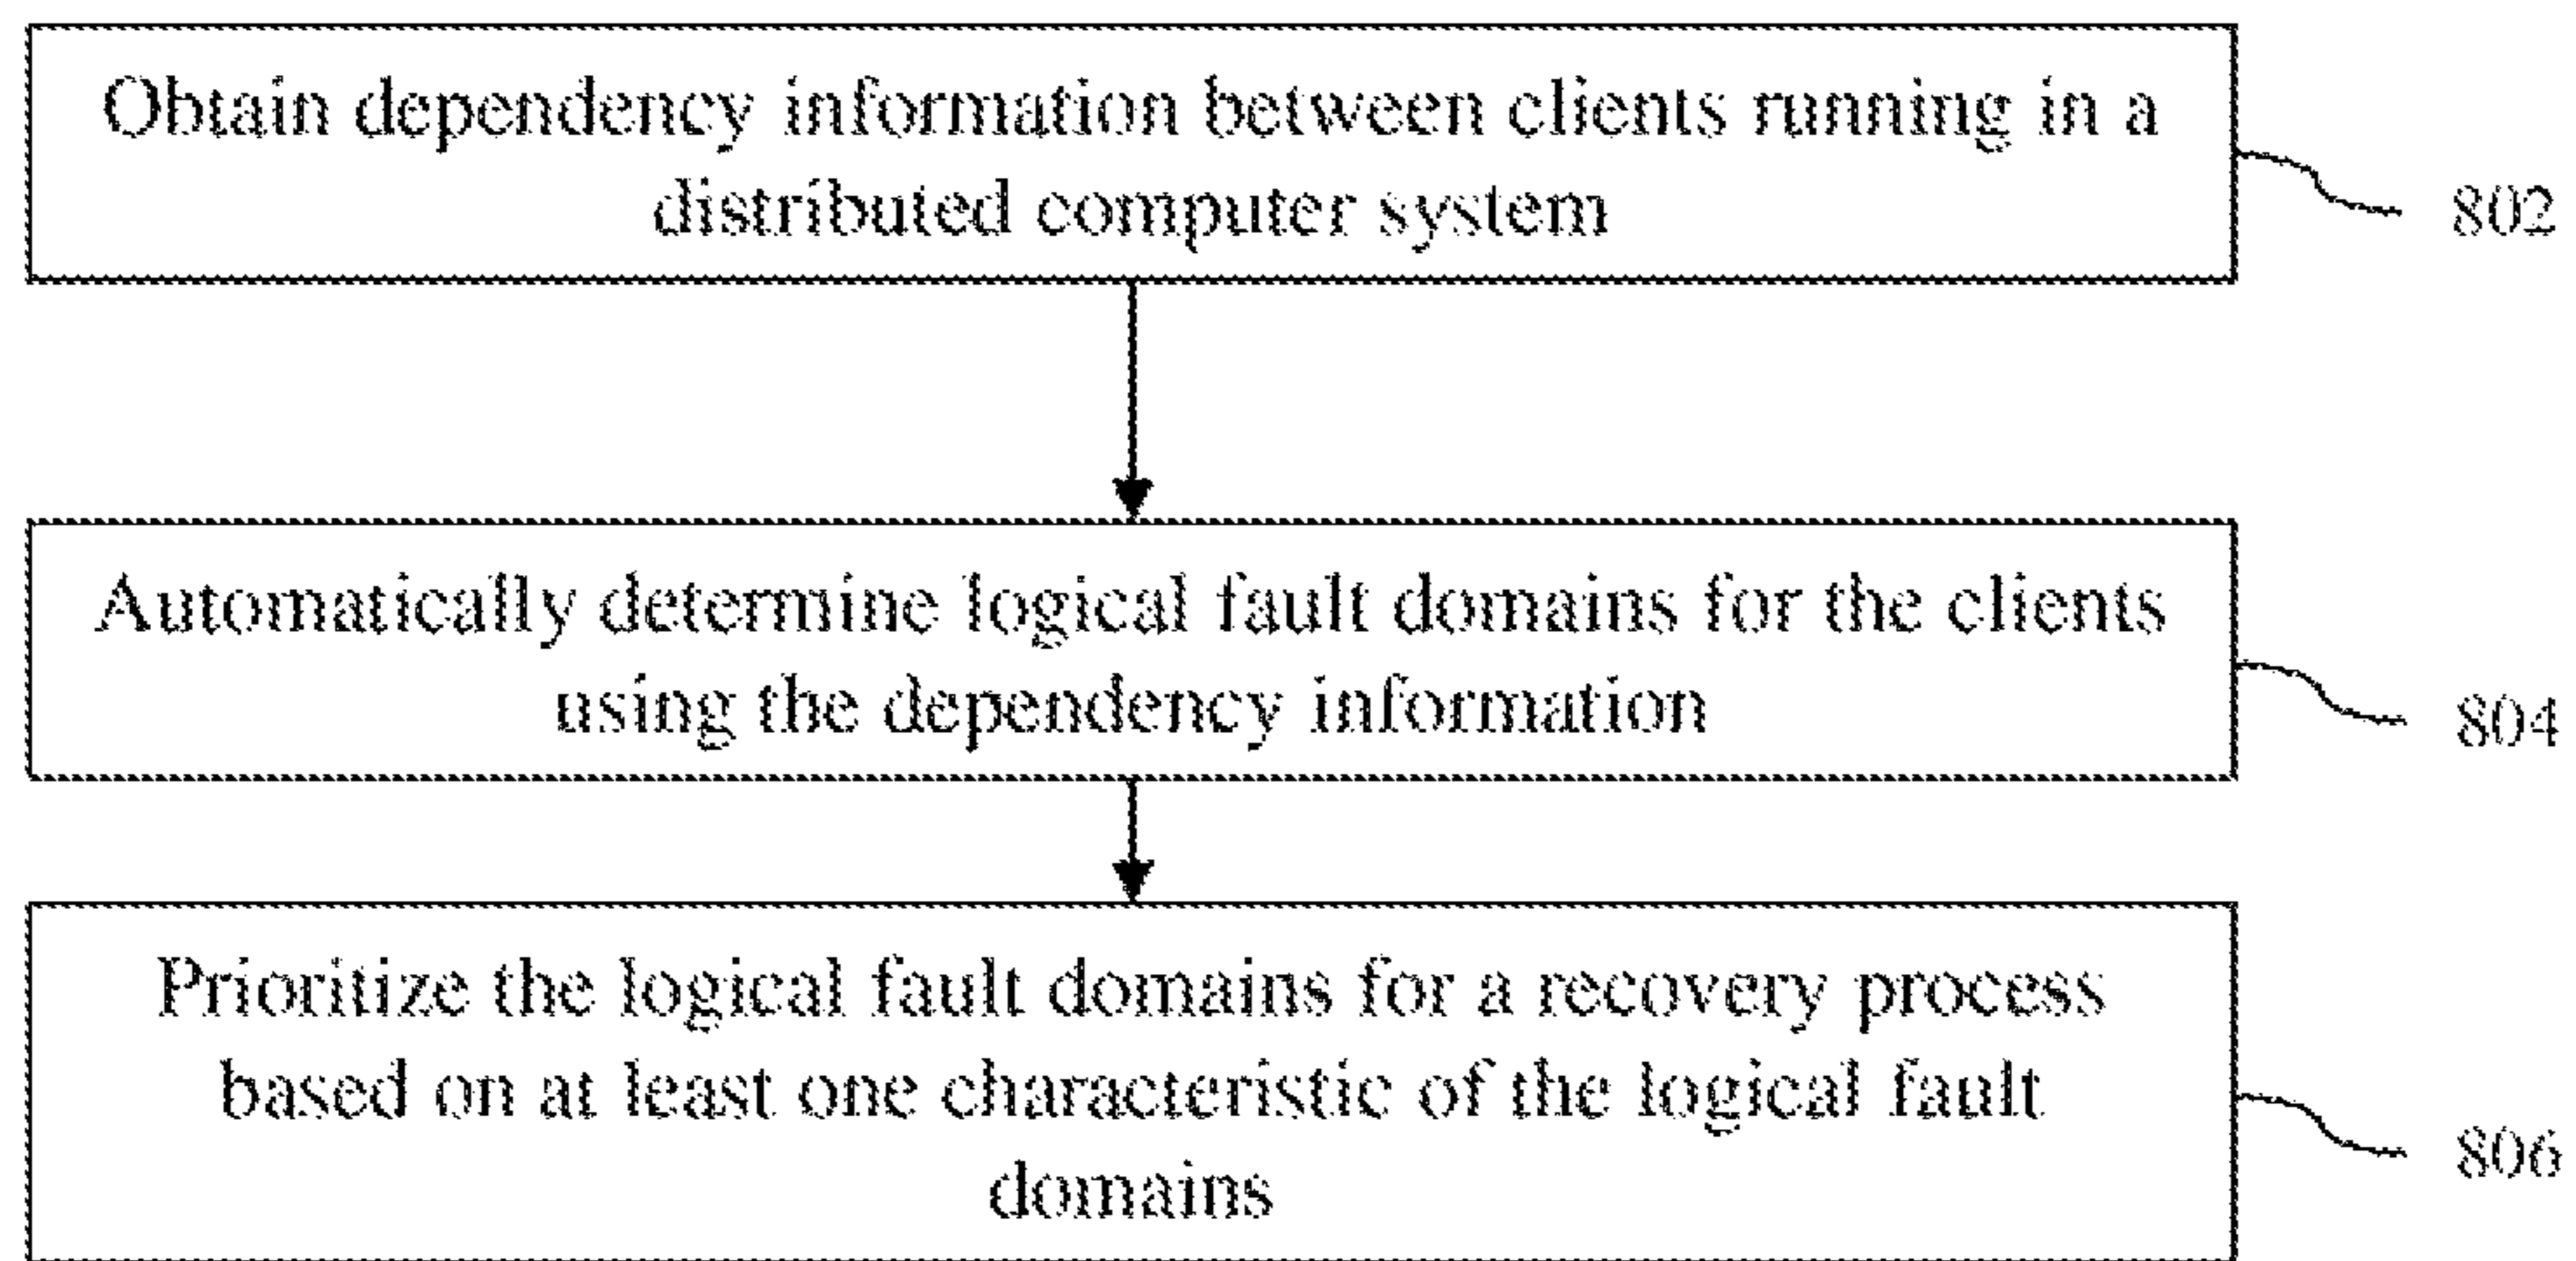 Obtain dependency information between clients running in a
distributed computer system
802
Automatically determine logical fault domains for the clients
using the dependency information
804
Prioritize the logical fault domains for a recovery process
based on at least one characteristic of the logical fault
domains
806